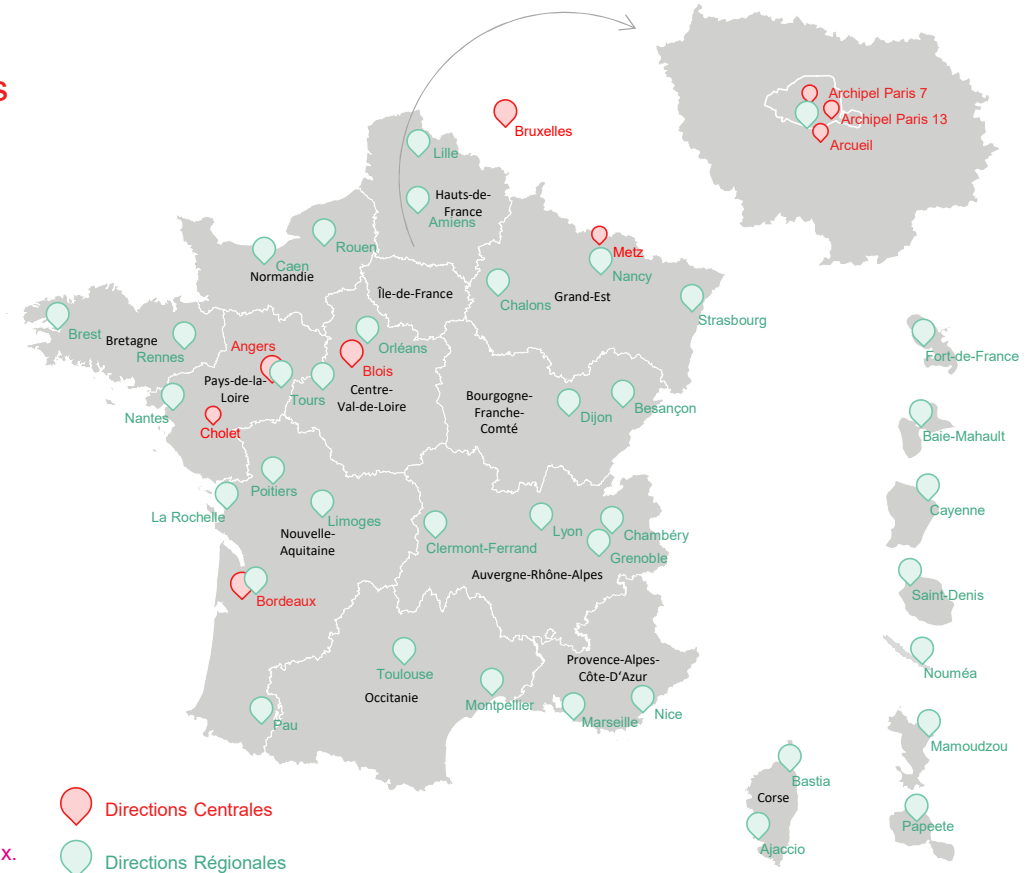 s
Archipel Paris 7
Archipel Paris 13
Arcueil
Bruxelles
Lille
Hauts-de-
France
Amiens
Rouen
Caen
Normandie
Metz
Nancy
Île-de-France
Chalons
Grand-Est
Strasbourg
Brest
Bretagne
Rennes
Angers
Orléans
Blois
Pays-de-la-
Loire
Tours
Centre-
Val-de-Loire
Nantes
Cholet
Bourgogne-
Franche-
Comté
Dijon
Besançon
Fort-de-France
Baie-Mahault
Cayenne
Saint-Denis
Nouméa
Mamoudzou
Papeete
Poitiers
La Rochelle
Limoges
Nouvelle-
Aquitaine
Clermont-Ferrand
Lyon
Chambéry
Grenoble
Auvergne-Rhône-Alpes
Bordeaux
Toulouse
Occitanie
Montpellier
Provence-Alpes-
Côte-D‘Azur
Marseille
Nice
Pau
Bastia
Corse
Ajaccio
Directions Centrales
Directions Régionales
x.